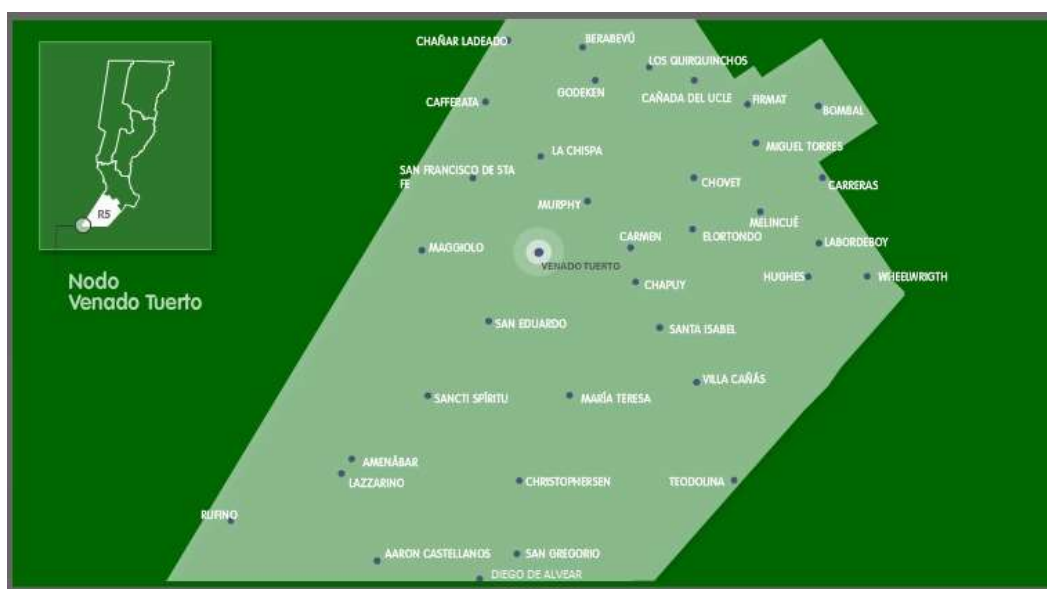 CHAÑAR LADEADO
BERABEVÚ
LOS QUIRQUINCHOS
GODEKEN
CAÑADA DEL UCLE
FIRMAT
CAFFERATA
BOMBAL
LA CHISPA
MIGUEL TORRES
SAN FRANCISCO DE STA
FE
CHOVET
CARRERAS
MURPHY
R5
MELINCUÉ
CARMEN
ELORTONDO
LABORDEBOY
MAGGIOLO
VENADO TUERTO
HUGHES
WHEELWRIGTH
Nodo
Venado Tuerto
CHAPUY
SAN EDUARDO
SANTA ISABEL
VILLA CAÑÁS
SANCTI SPÍRITU
MARÍA TERESA
AMENÁBAR
LAZZARINO
CHRISTOPHERSEN
TEODOLINA
RUFINO
AARON CASTELLANOS
SAN GREGORIO
DIEGO DE ALVEAR